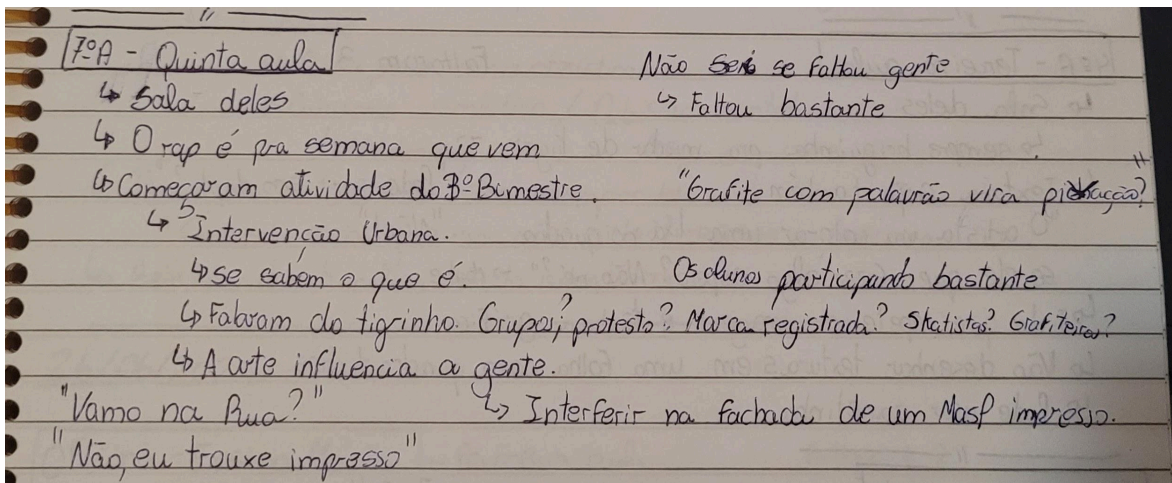 7ºA - Quinta aula
Não sei se faltou gente
↳ Sala deles
↳ Faltou bastante
↳ O rap é pra semana que vem
↳ Começaram atividade do 3º Bimestre.
"Grafite com palavrão vira pichação?"
↳ Intervenção Urbana.
↳ se sabem o que é.
Os alunos participando bastante
↳ Falaram do tigrinho. Grupos? protesto? Marca registrada? Skatistas? Grafiteiros?
↳ A arte influencia a gente.
"Vamo na Rua?"
↳ Interferir na fachada de um Masp impresso.
"Não, eu trouxe impresso"